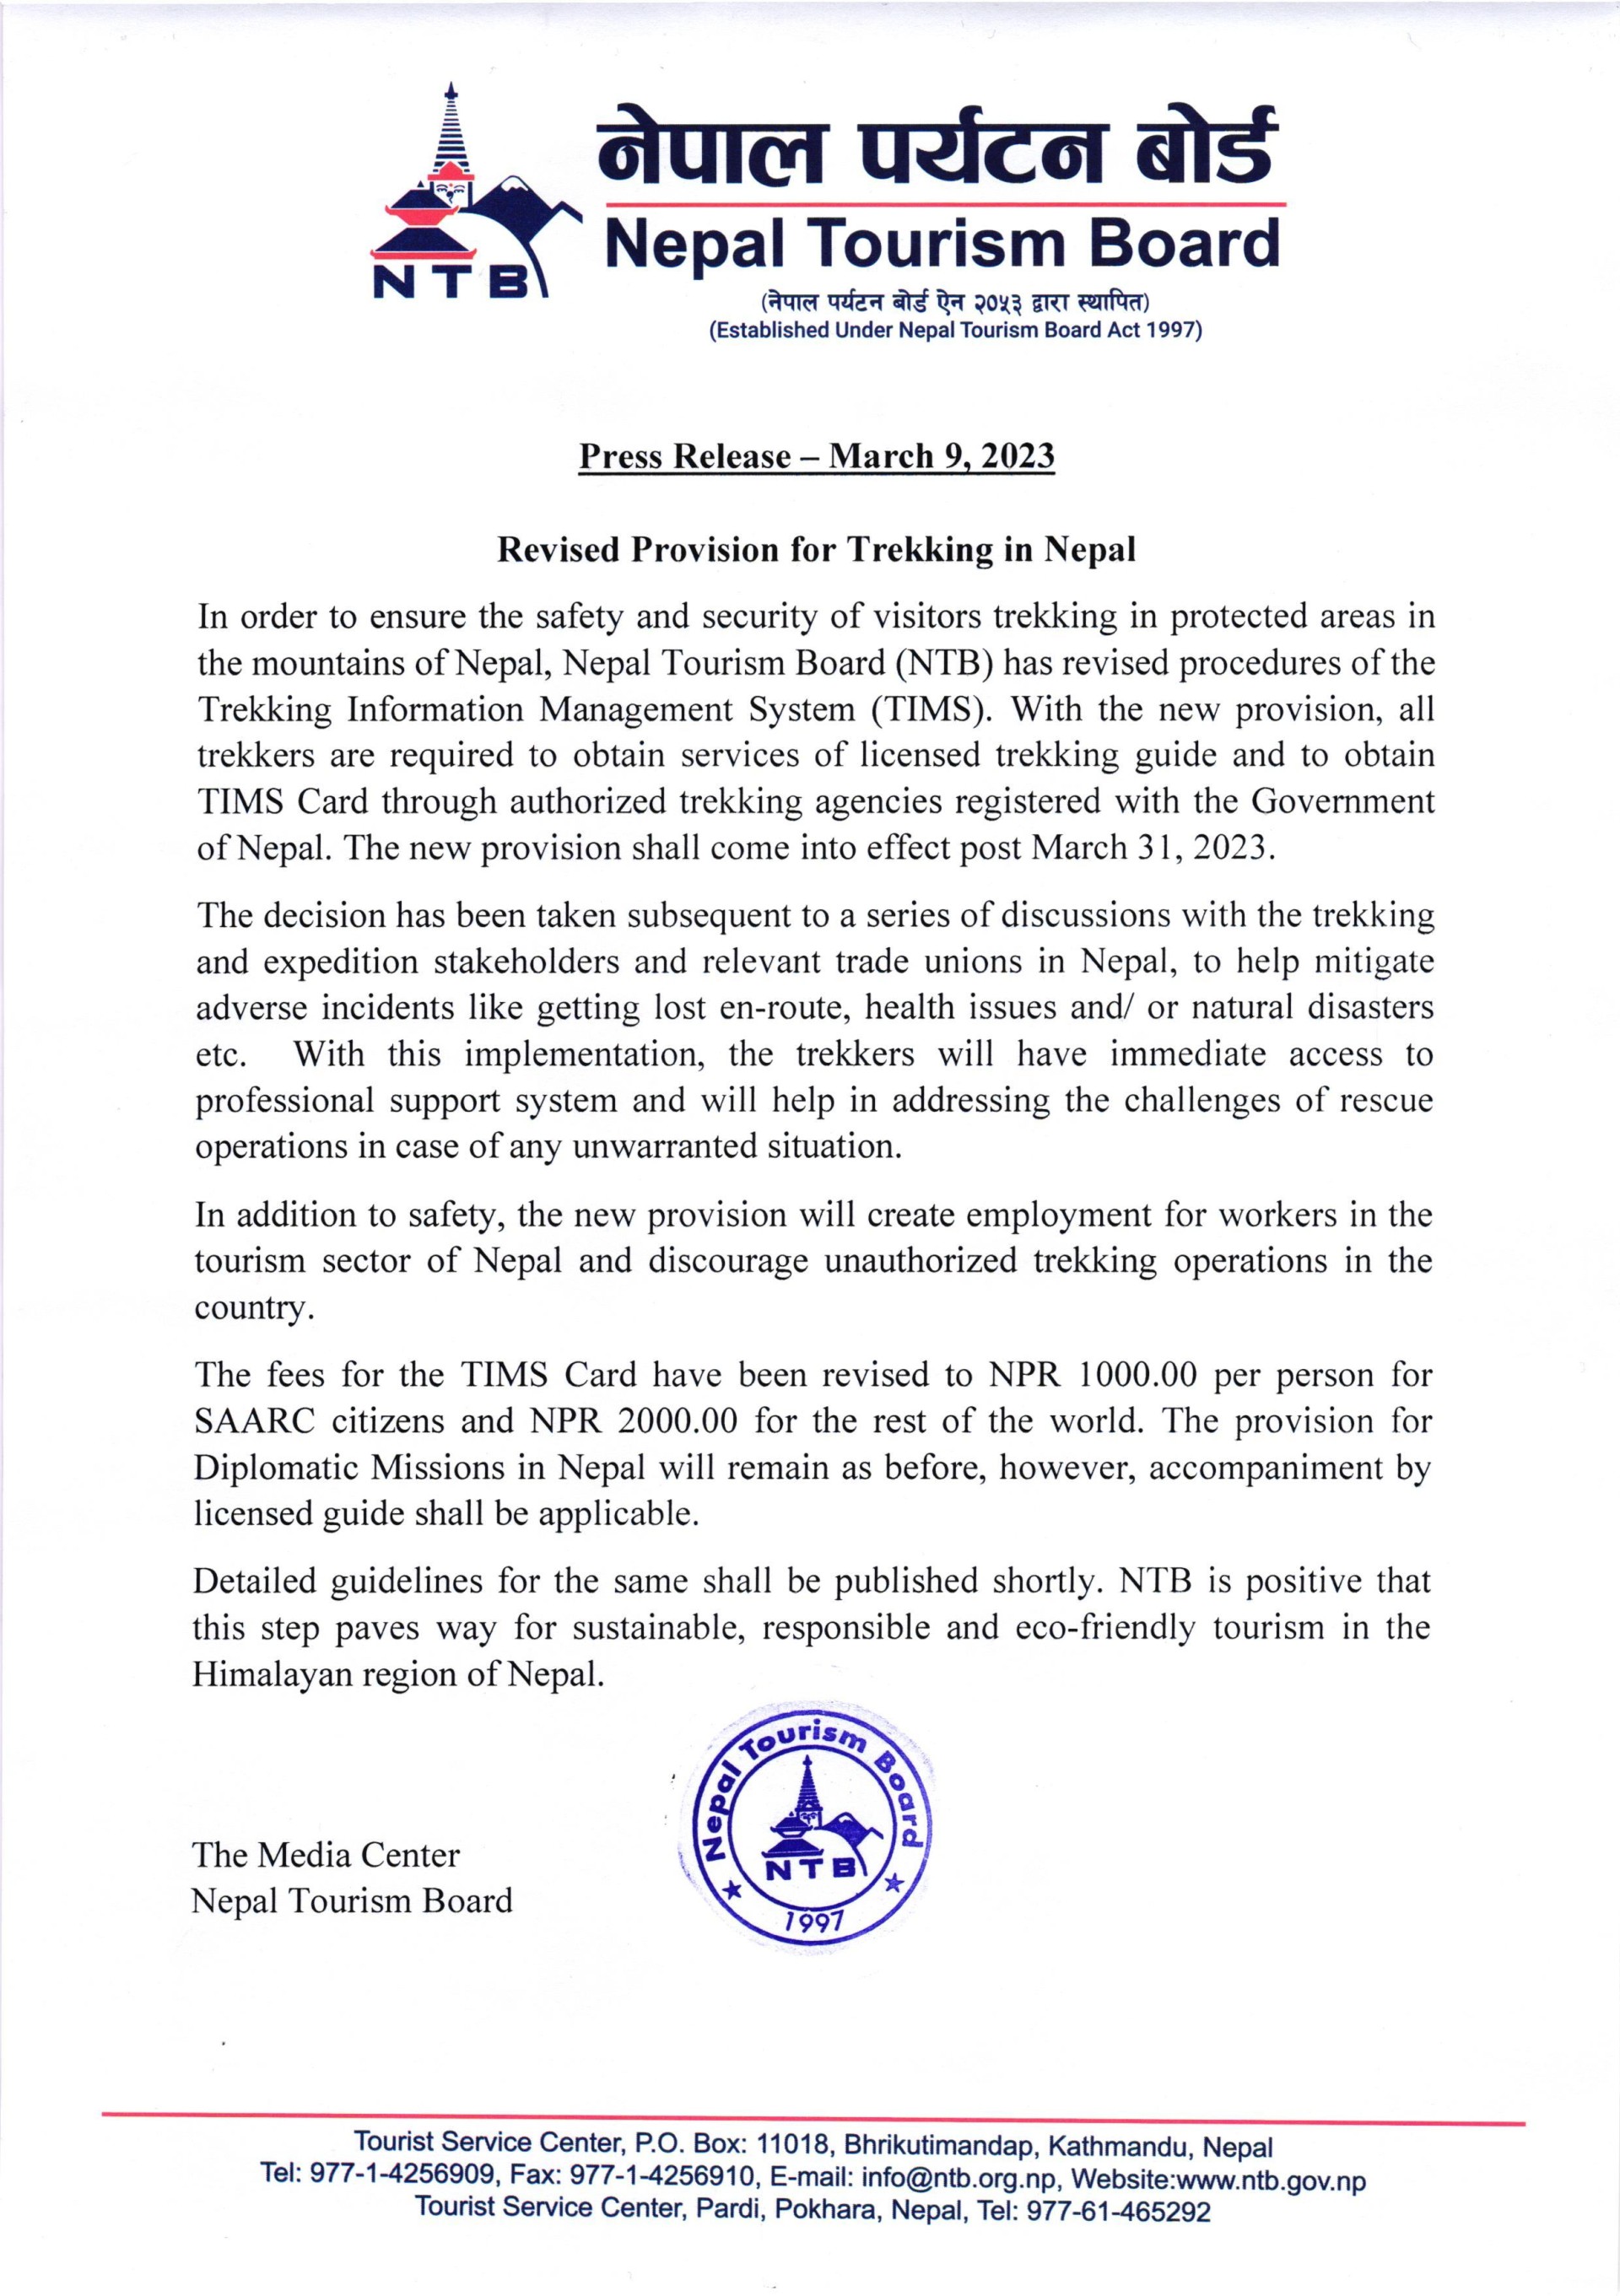 नेपाल पर्यटन बोर्ड
Nepal Tourism Board
NTB
(नेपाल पर्यटन बोर्ड ऐन २०५३ द्वारा स्थापित)
(Established Under Nepal Tourism Board Act 1997)
Press Release – March 9, 2023
Revised Provision for Trekking in Nepal
In order to ensure the safety and security of visitors trekking in protected areas in
the mountains of Nepal, Nepal Tourism Board (NTB) has revised procedures of the
Trekking Information Management System (TIMS). With the new provision, all
trekkers are required to obtain services of licensed trekking guide and to obtain
TIMS Card through authorized trekking agencies registered with the Government
of Nepal. The new provision shall come into effect post March 31, 2023.
The decision has been taken subsequent to a series of discussions with the trekking
and expedition stakeholders and relevant trade unions in Nepal, to help mitigate
adverse incidents like getting lost en-route, health issues and/ or natural disasters
etc. With this implementation, the trekkers will have immediate access to
professional support system and will help in addressing the challenges of rescue
operations in case of any unwarranted situation.
In addition to safety, the new provision will create employment for workers in the
tourism sector of Nepal and discourage unauthorized trekking operations in the
country.
The fees for the TIMS Card have been revised to NPR 1000.00 per person for
SAARC citizens and NPR 2000.00 for the rest of the world. The provision for
Diplomatic Missions in Nepal will remain as before, however, accompaniment by
licensed guide shall be applicable.
Detailed guidelines for the same shall be published shortly. NTB is positive that
this step paves way for sustainable, responsible and eco-friendly tourism in the
Himalayan region of Nepal.
Nepal Tourism Board
NTB
1997
The Media Center
Nepal Tourism Board
Tourist Service Center, P.O. Box: 11018, Bhrikutimandap, Kathmandu, Nepal
Tel: 977-1-4256909, Fax: 977-1-4256910, E-mail: info@ntb.org.np, Website:www.ntb.gov.np
Tourist Service Center, Pardi, Pokhara, Nepal, Tel: 977-61-465292